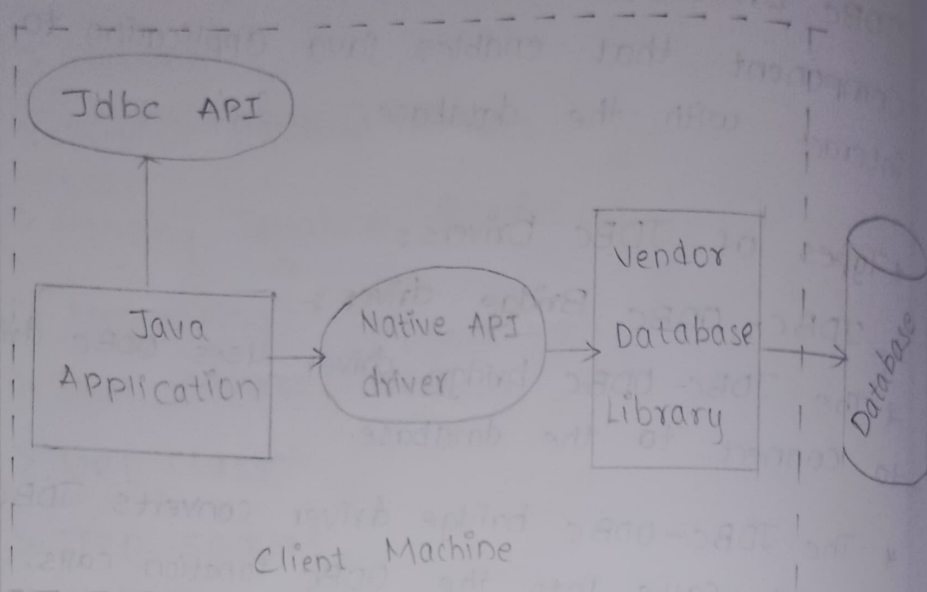 Jdbc API
Java
Application
Native API
driver
Vendor
Database
Library
Database
Client Machine